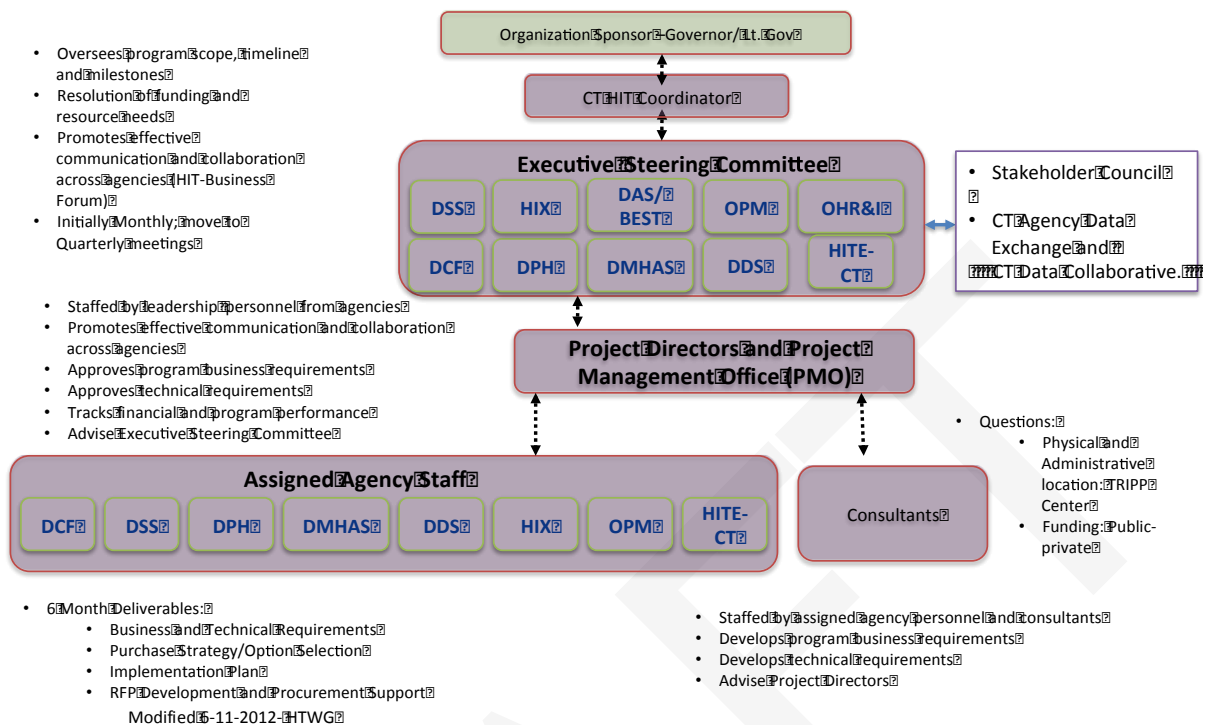 Organization Sponsor – Governor/ Lt. Gov
CT HIT Coordinator
• Oversees program scope, timeline
and milestones
• Resolution of funding and
resource needs
• Promotes effective
communication and collaboration
across agencies (HIT-Business
Forum)
• Initially Monthly; move to
Quarterly meetings
Executive Steering Committee
DSS
HIX
DAS/
BEST
OPM
OHR&I
DCF
DPH
DMHAS
DDS
HITE-
CT
• Stakeholder Council
• CT Agency Data
Exchange and
CT Data Collaborative.
• Staffed by leadership personnel from agencies
• Promotes effective communication and collaboration
across agencies
• Approves program business requirements
• Approves technical requirements
• Tracks financial and program performance
• Advise Executive Steering Committee
Project Directors and Project
Management Office (PMO)
Assigned Agency Staff
DCF
DSS
DPH
DMHAS
DDS
HIX
OPM
HITE-
CT
Consultants
• Questions:
• Physical and
Administrative
location: TRIPP
Center
• Funding: Public-
private
• 6 Month Deliverables:
• Business and Technical Requirements
• Purchase Strategy/Option Selection
• Implementation Plan
• RFP Development and Procurement Support
Modified 6-11-2012- HTWG
• Staffed by assigned agency personnel and consultants
• Develops program business requirements
• Develops technical requirements
• Advise Project Directors